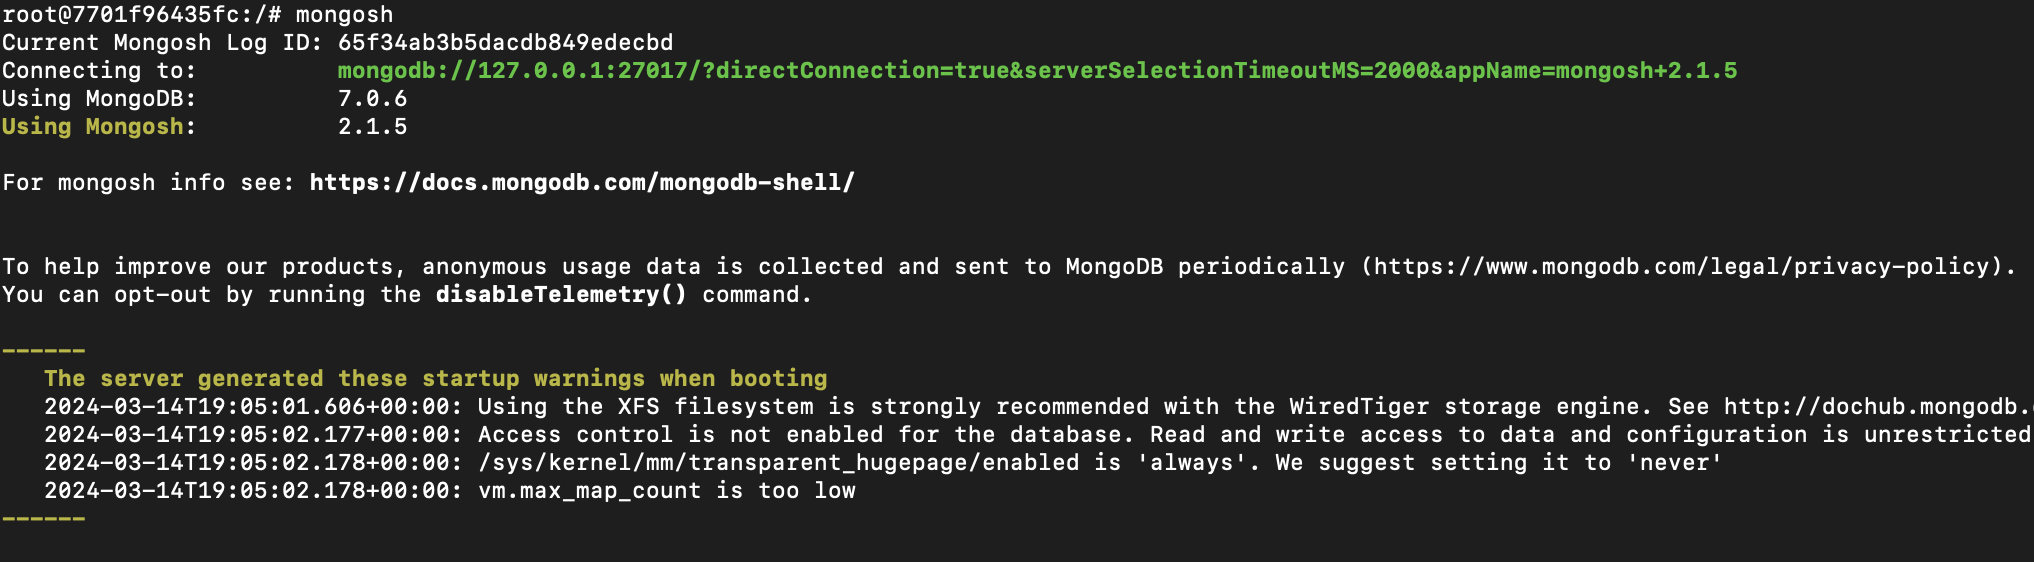 root@7701f96435fc:/# mongosh
Current Mongosh Log ID: 65f34ab3b5dacdb849edecbd
Connecting to: mongodb://127.0.0.1:27017/?directConnection=true&serverSelectionTimeoutMS=2000&appName=mongosh+2.1.5
Using MongoDB: 7.0.6
Using Mongosh: 2.1.5
For mongosh info see: https://docs.mongodb.com/mongodb-shell/
To help improve our products, anonymous usage data is collected and sent to MongoDB periodically (https://www.mongodb.com/legal/privacy-policy).
You can opt-out by running the disableTelemetry() command.
------
The server generated these startup warnings when booting
2024-03-14T19:05:01.606+00:00: Using the XFS filesystem is strongly recommended with the WiredTiger storage engine. See http://dochub.mongodb.
2024-03-14T19:05:02.177+00:00: Access control is not enabled for the database. Read and write access to data and configuration is unrestricted
2024-03-14T19:05:02.178+00:00: /sys/kernel/mm/transparent_hugepage/enabled is 'always'. We suggest setting it to 'never'
2024-03-14T19:05:02.178+00:00: vm.max_map_count is too low
------